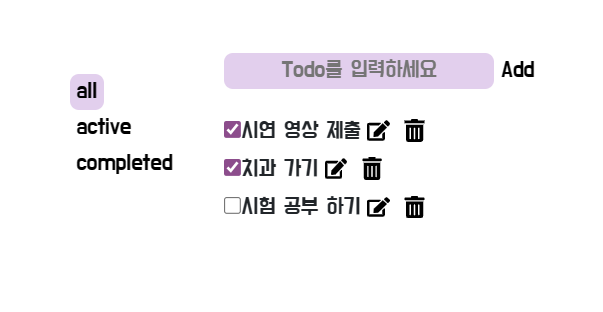 Todo를 입력하세요 Add
all
active
completed
시연 영상 제출
치과 가기
시험 공부 하기